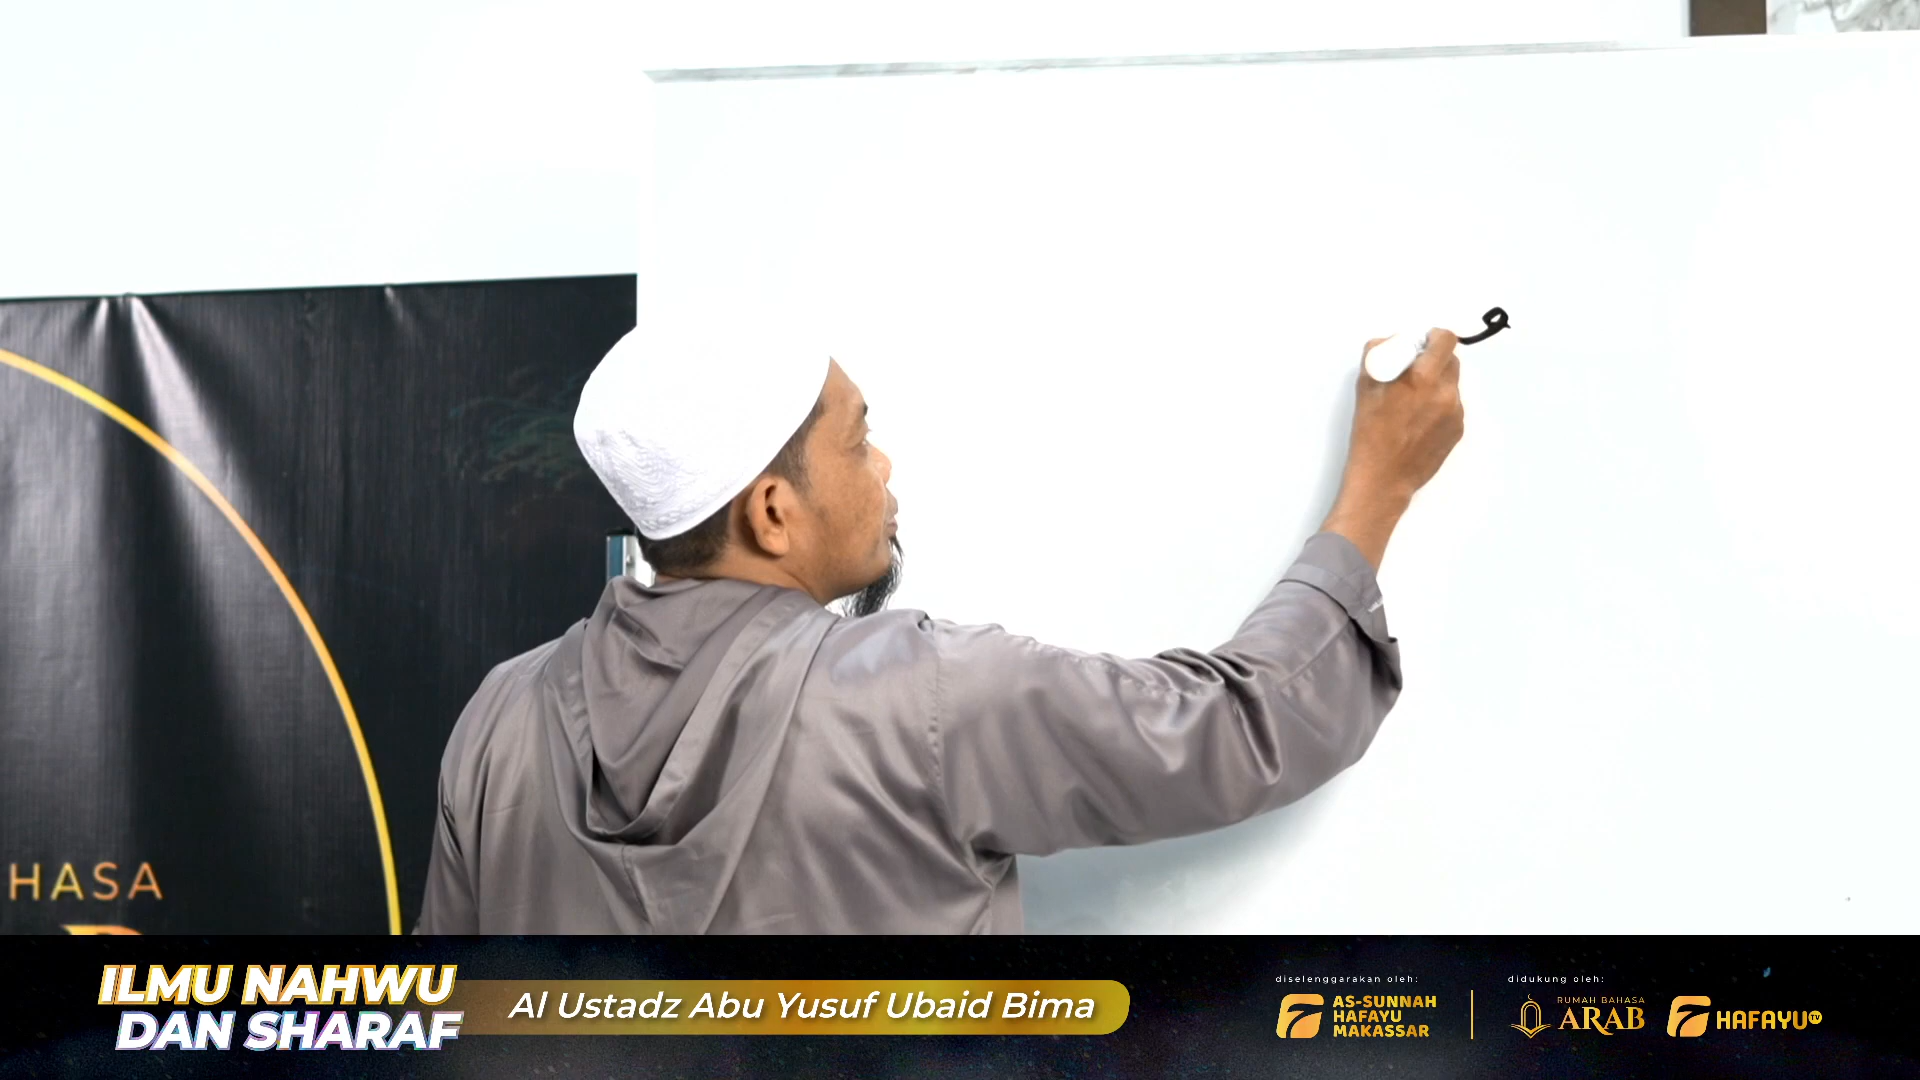 HASA
ILMU NAHWU
DAN SHARAF
Al Ustadz Abu Yusuf Ubaid Bima
diselenggarakan oleh:
AS-SUNNAH
HAFAYU
MAKASSAR
didukung oleh:
RUMAH BAHASA
ARAB
HAFAYU TV